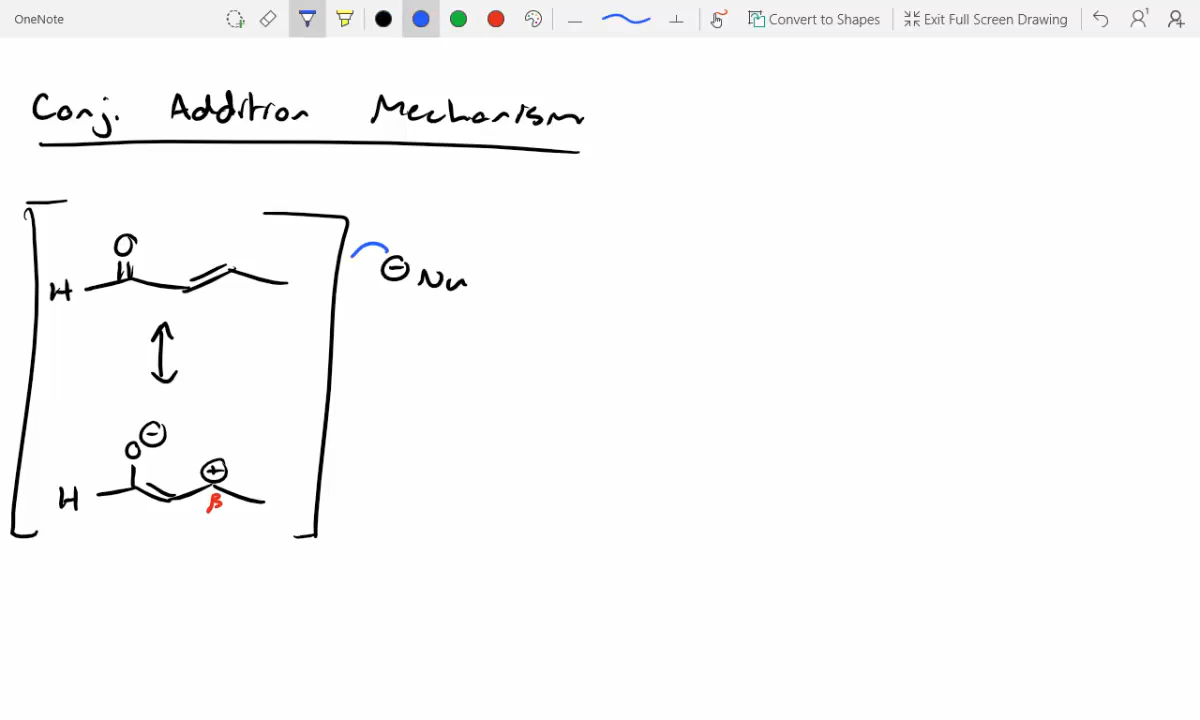 OneNote
Convert to Shapes
Exit Full Screen Drawing
Conj. Addition Mechanism
O
H
⊖ Nu
O ⊖
H
⊕
β